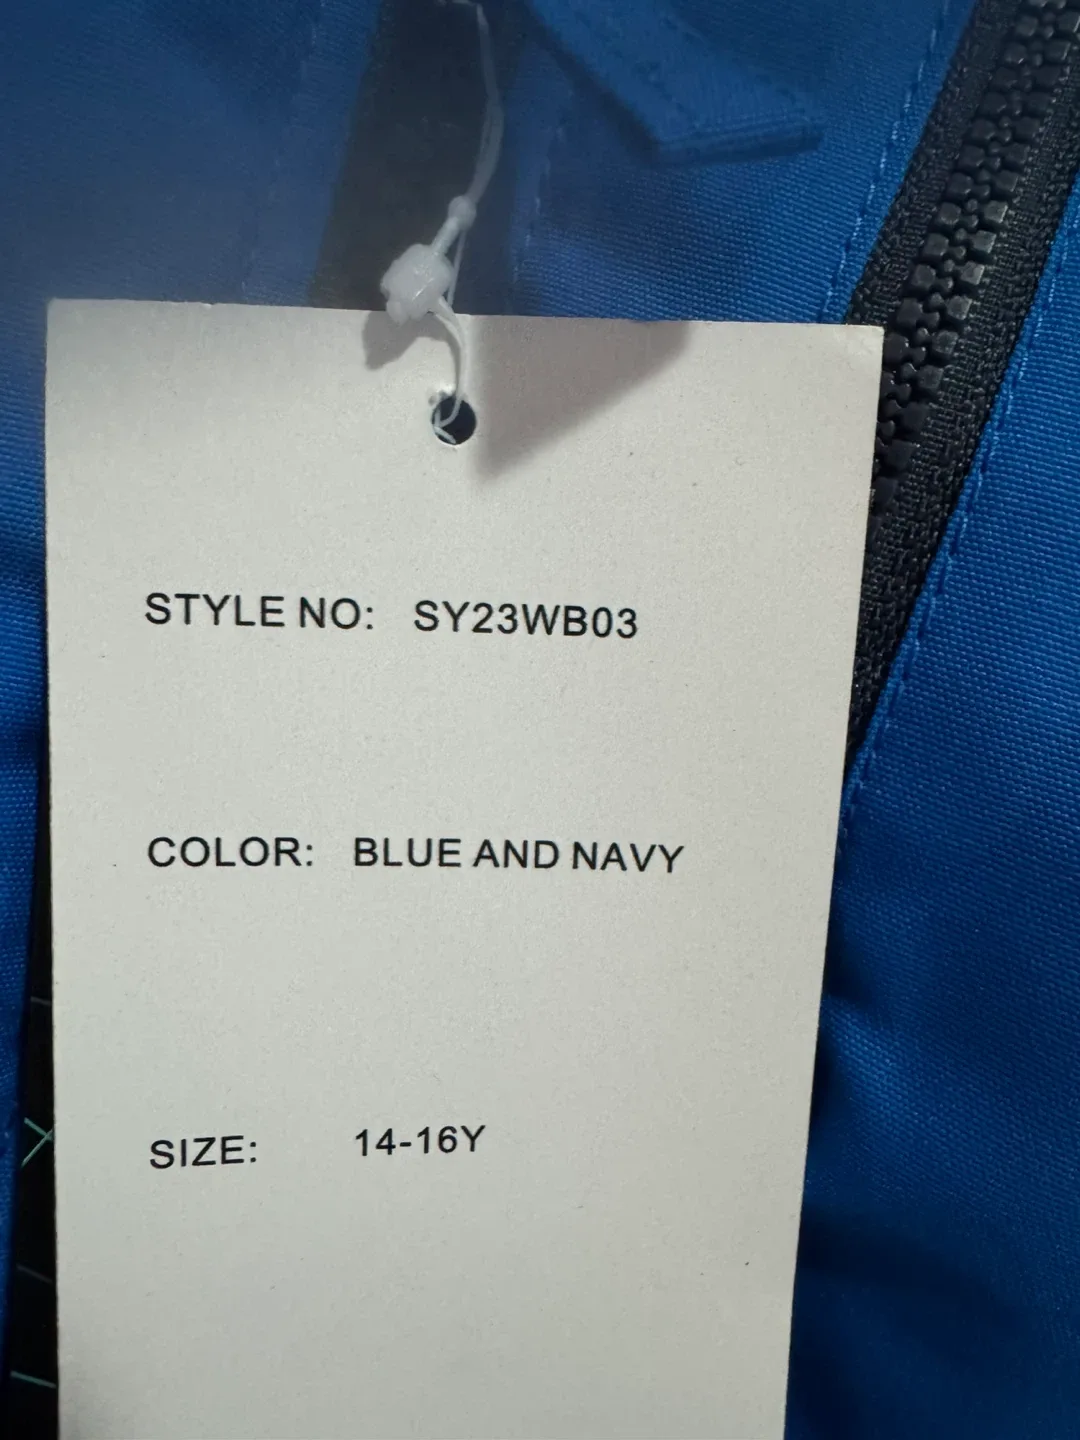 STYLE NO: SY23WB03
COLOR: BLUE AND NAVY
SIZE: 14-16Y